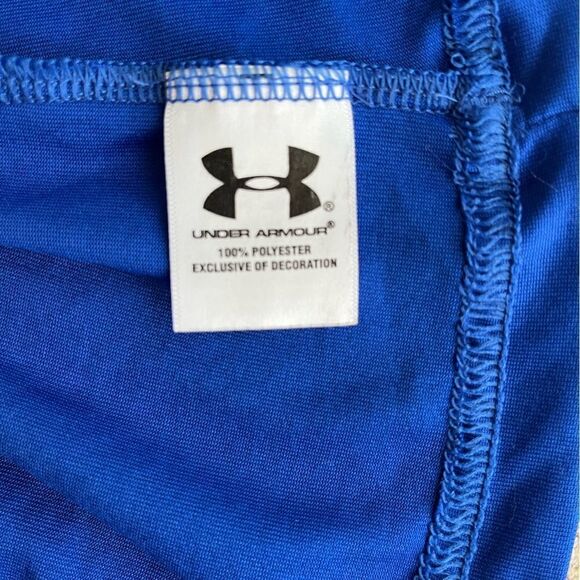 ®
UNDER ARMOUR®
100% POLYESTER
EXCLUSIVE OF DECORATION